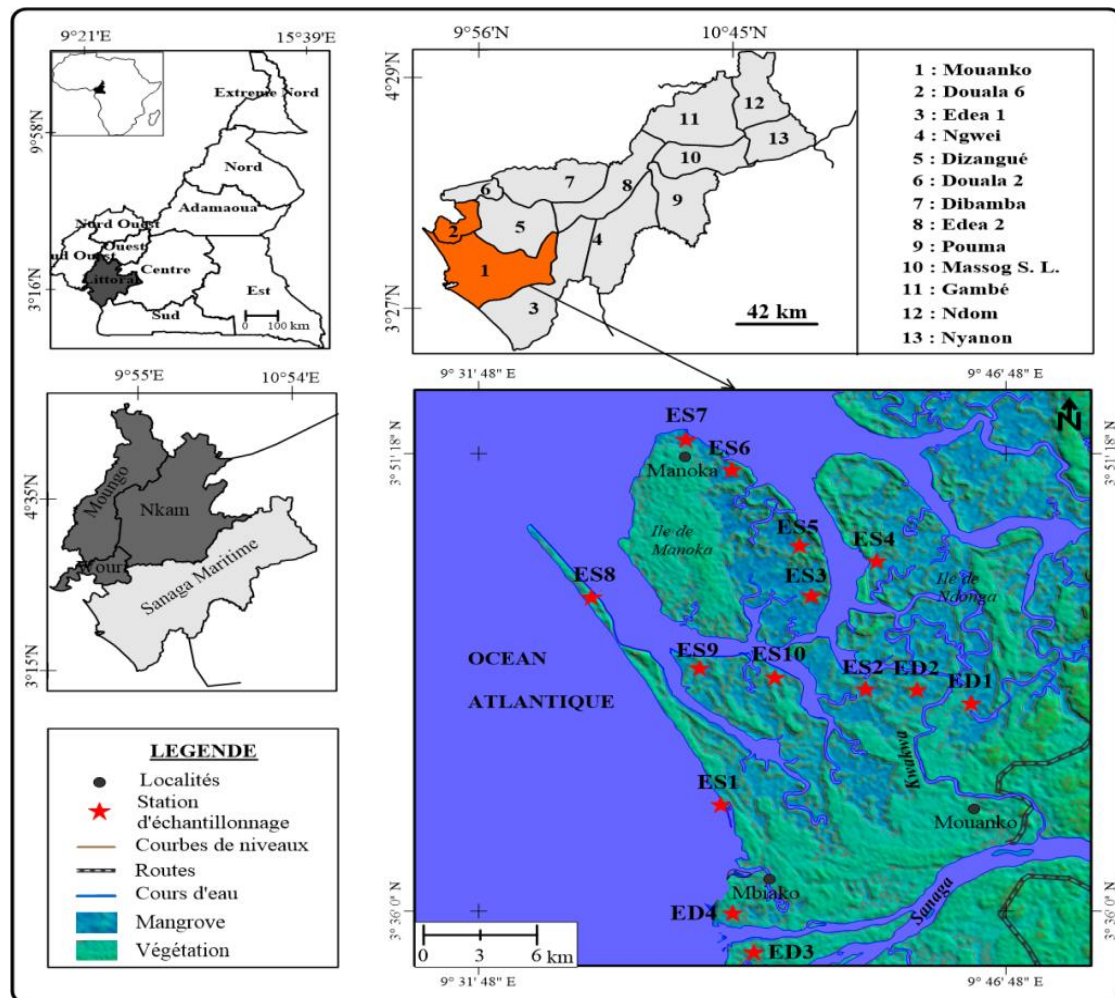 9°21'E
15°39'E
9°58'N
3°16'N
Extreme Nord
Nord
Adamaoua
Nord Ouest
ud Ouest
Ouest
Centre
Littoral
Est
Sud
0 100 km
9°56'N
10°45'N
4°29'N
3°27'N
1
2
3
4
5
6
7
8
9
10
11
12
13
42 km
1 : Mouanko
2 : Douala 6
3 : Edea 1
4 : Ngwei
5 : Dizangué
6 : Douala 2
7 : Dibamba
8 : Edea 2
9 : Pouma
10 : Massog S. L.
11 : Gambé
12 : Ndom
13 : Nyanon
9°55'N
10°54'E
4°35'N
3°15'N
Moungo
Nkam
Wouri
Sanaga Maritime
LEGENDE
Localités
Station
d'échantillonnage
Courbes de niveaux
Routes
Cours d'eau
Mangrove
Végétation
9°31'48" E
9°46'48 E
3°51'18" N
3°51'18" N
N
ES7
Manoka
ES6
Ile de
Manoka
ES5
ES4
ES8
ES3
Ile de
Ndonga
OCEAN
ATLANTIQUE
ES9
ES10
ES2
ED2
ED1
Kwakwa
ES1
Mouanko
Mbiako
Sanaga
ED4
ED3
3°36'0" N
3°36'0" N
0 3 6 km
9°31'48" E
9°46'48 E